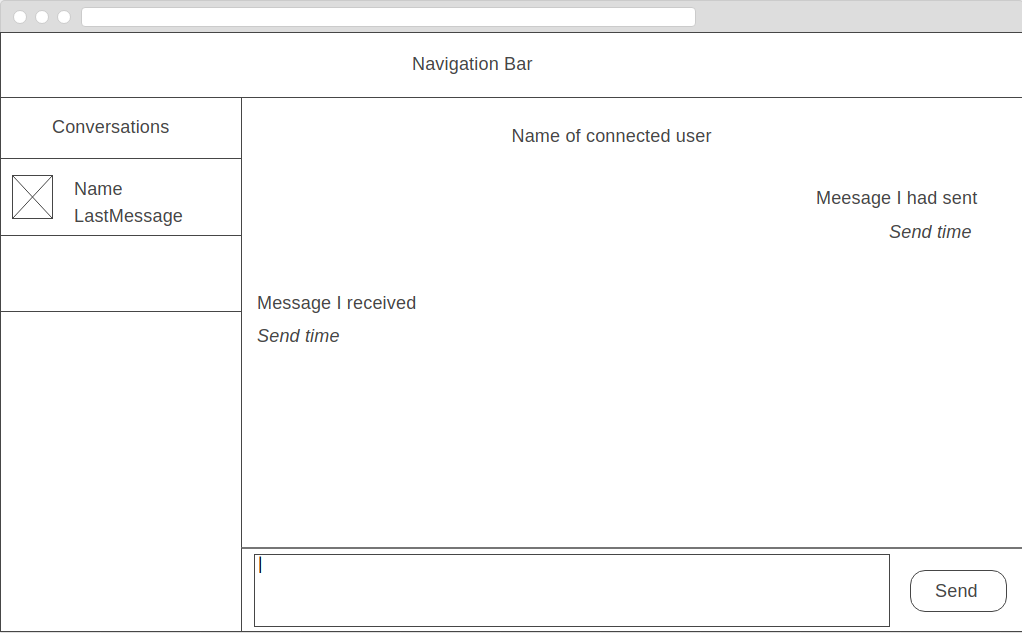 Navigation Bar
Conversations
Name of connected user
Name
LastMessage
Meesage I had sent
Send time
Message I received
Send time
Send